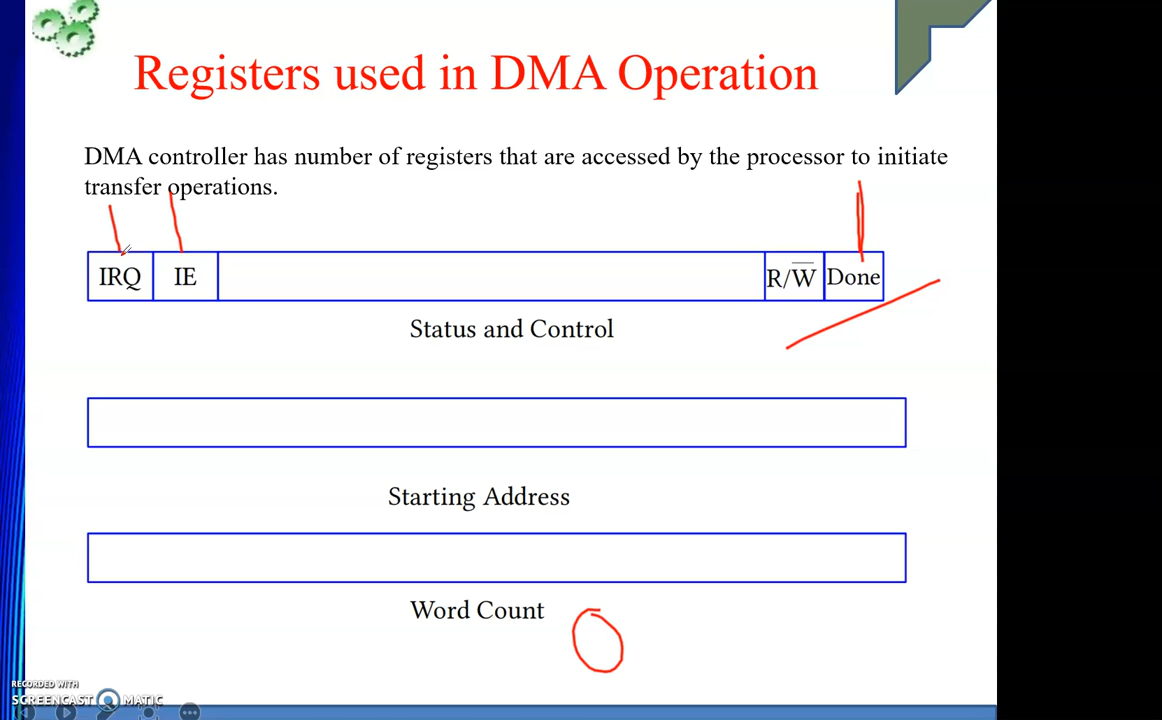 Registers used in DMA Operation
DMA controller has number of registers that are accessed by the processor to initiate
transfer operations.
IRQ IE R/W̅ Done
Status and Control
Starting Address
Word Count
RECORDED WITH
SCREENCAST MATIC